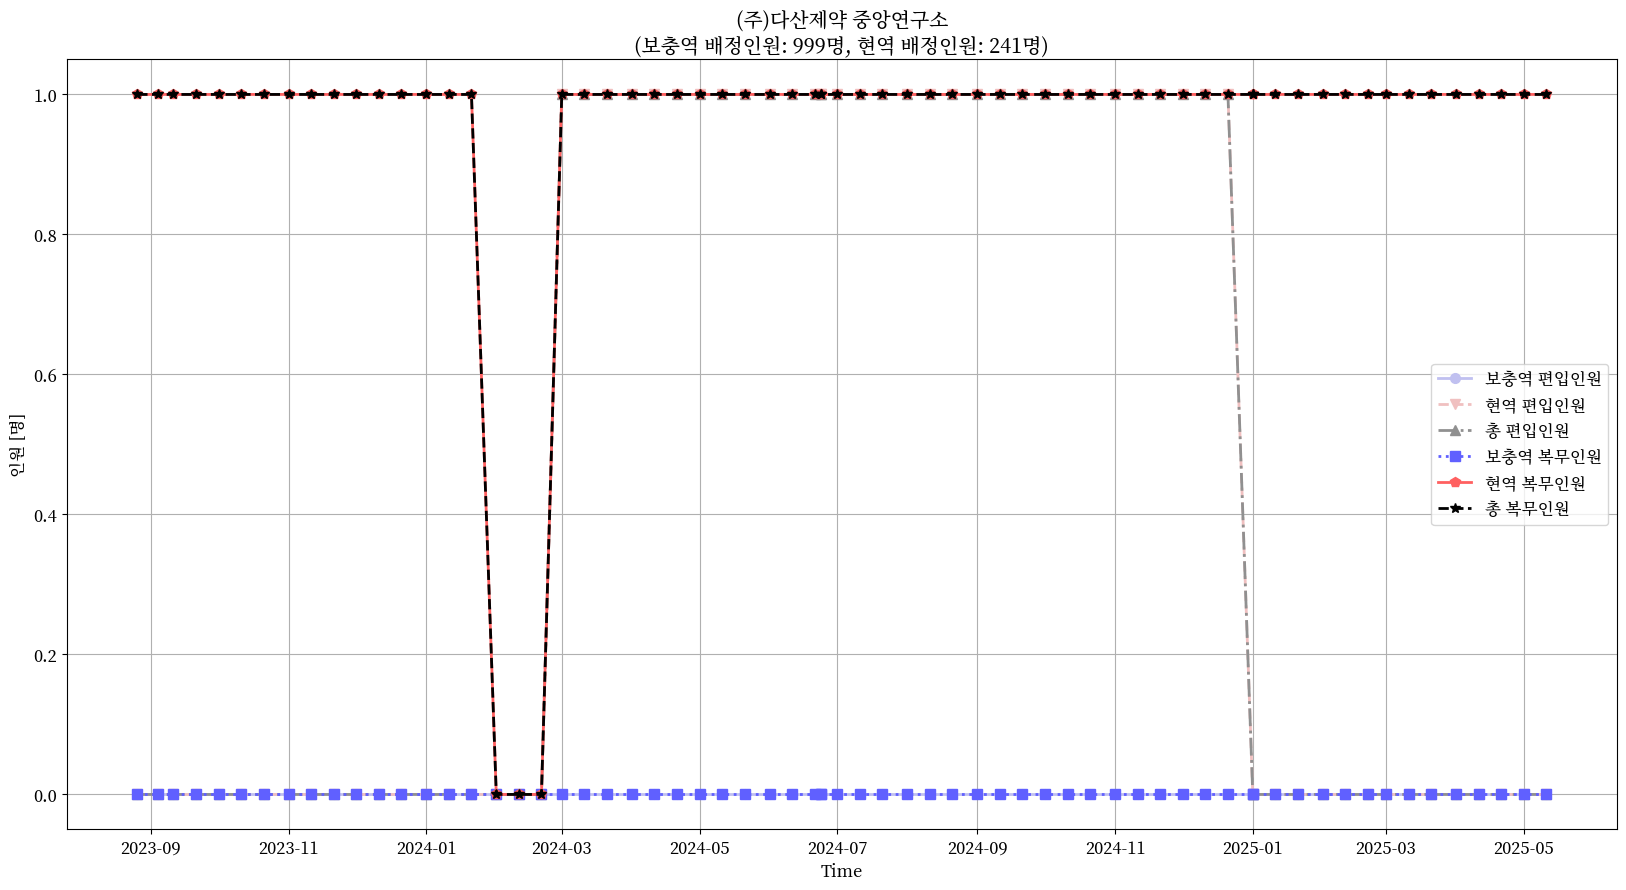 (주)다산제약 중앙연구소
(보충역 배정인원: 999명, 현역 배정인원: 241명)
1.0
0.8
0.6
0.4
0.2
0.0
인원 [명]
보충역 편입인원
현역 편입인원
총 편입인원
보충역 복무인원
현역 복무인원
총 복무인원
2023-09 2023-11 2024-01 2024-03 2024-05 2024-07 2024-09 2024-11 2025-01 2025-03 2025-05
Time